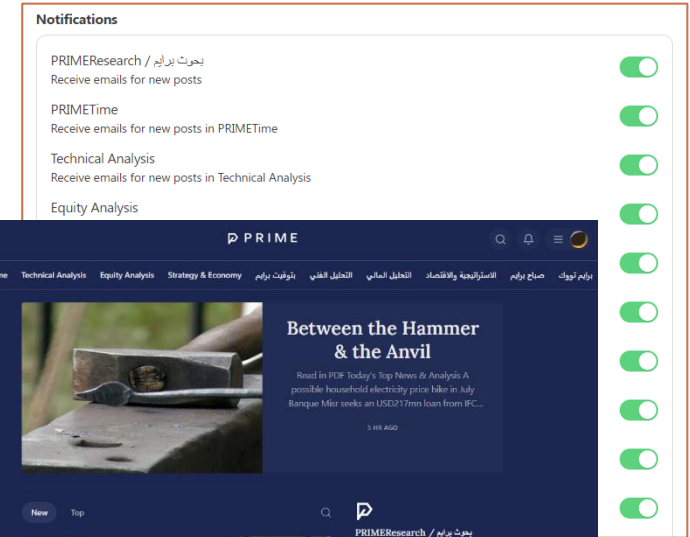 Notifications
PRIMEResearch / بحوث برايم
Receive emails for new posts
PRIMETime
Receive emails for new posts in PRIMETime
Technical Analysis
Receive emails for new posts in Technical Analysis
Equity Analysis
PRIME
me Technical Analysis Equity Analysis Strategy & Economy بتوقيت برايم التحليل الفني التحليل المالي الاستراتيجية والاقتصاد صباح برايم برايم تووك
Between the Hammer
& the Anvil
Read in PDF Today's Top News & Analysis A
possible household electricity price hike in July
Banque Misr seeks an USD217mn loan from IFC...
5 HR AGO
New Top
PRIMEResearch / بحوث برايم